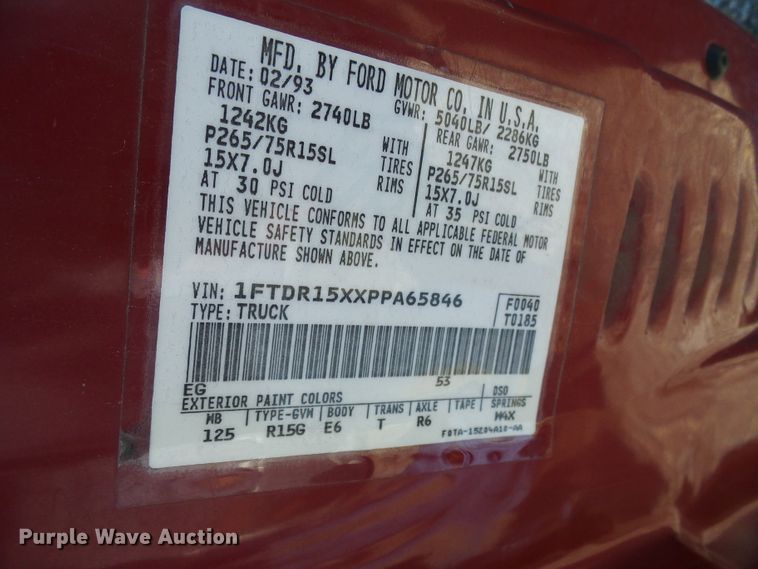 MFD. BY FORD MOTOR CO. IN U.S.A.
DATE: 02/93 GVWR: 5040LB/ 2286KG
FRONT GAWR: 2740LB REAR GAWR: 2750LB
1242KG WITH 1247KG WITH
P265/75R15SL TIRES P265/75R15SL TIRES
15X7.0J RIMS 15X7.0J RIMS
AT 30 PSI COLD AT 35 PSI COLD
THIS VEHICLE CONFORMS TO ALL APPLICABLE FEDERAL MOTOR
VEHICLE SAFETY STANDARDS IN EFFECT ON THE DATE OF
MANUFACTURE SHOWN ABOVE.
VIN: 1FTDR15XXPPA65846 F0040
TYPE: TRUCK T0185
EG 53
EXTERIOR PAINT COLORS DSO
WB TYPE-GVM BODY TRANS AXLE TAPE SPRINGS
125 R15G E6 T R6 W4X
F0TA-15204A10-AA
Purple Wave Auction